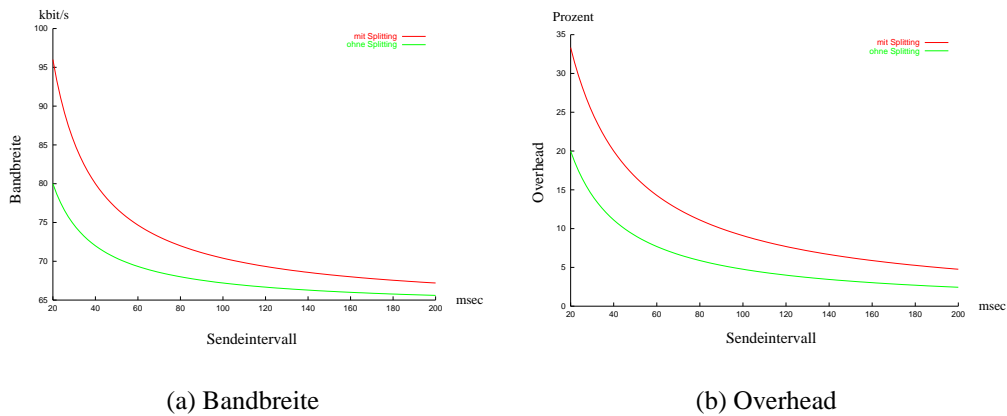 kbit/s
100
95
90
85
80
75
70
65
Bandbreite
mit Splitting
ohne Splitting
20 40 60 80 100 120 140 160 180 200
msec
Sendeintervall
(a) Bandbreite
Prozent
35
30
25
20
15
10
5
0
Overhead
mit Splitting
ohne Splitting
20 40 60 80 100 120 140 160 180 200
msec
Sendeintervall
(b) Overhead